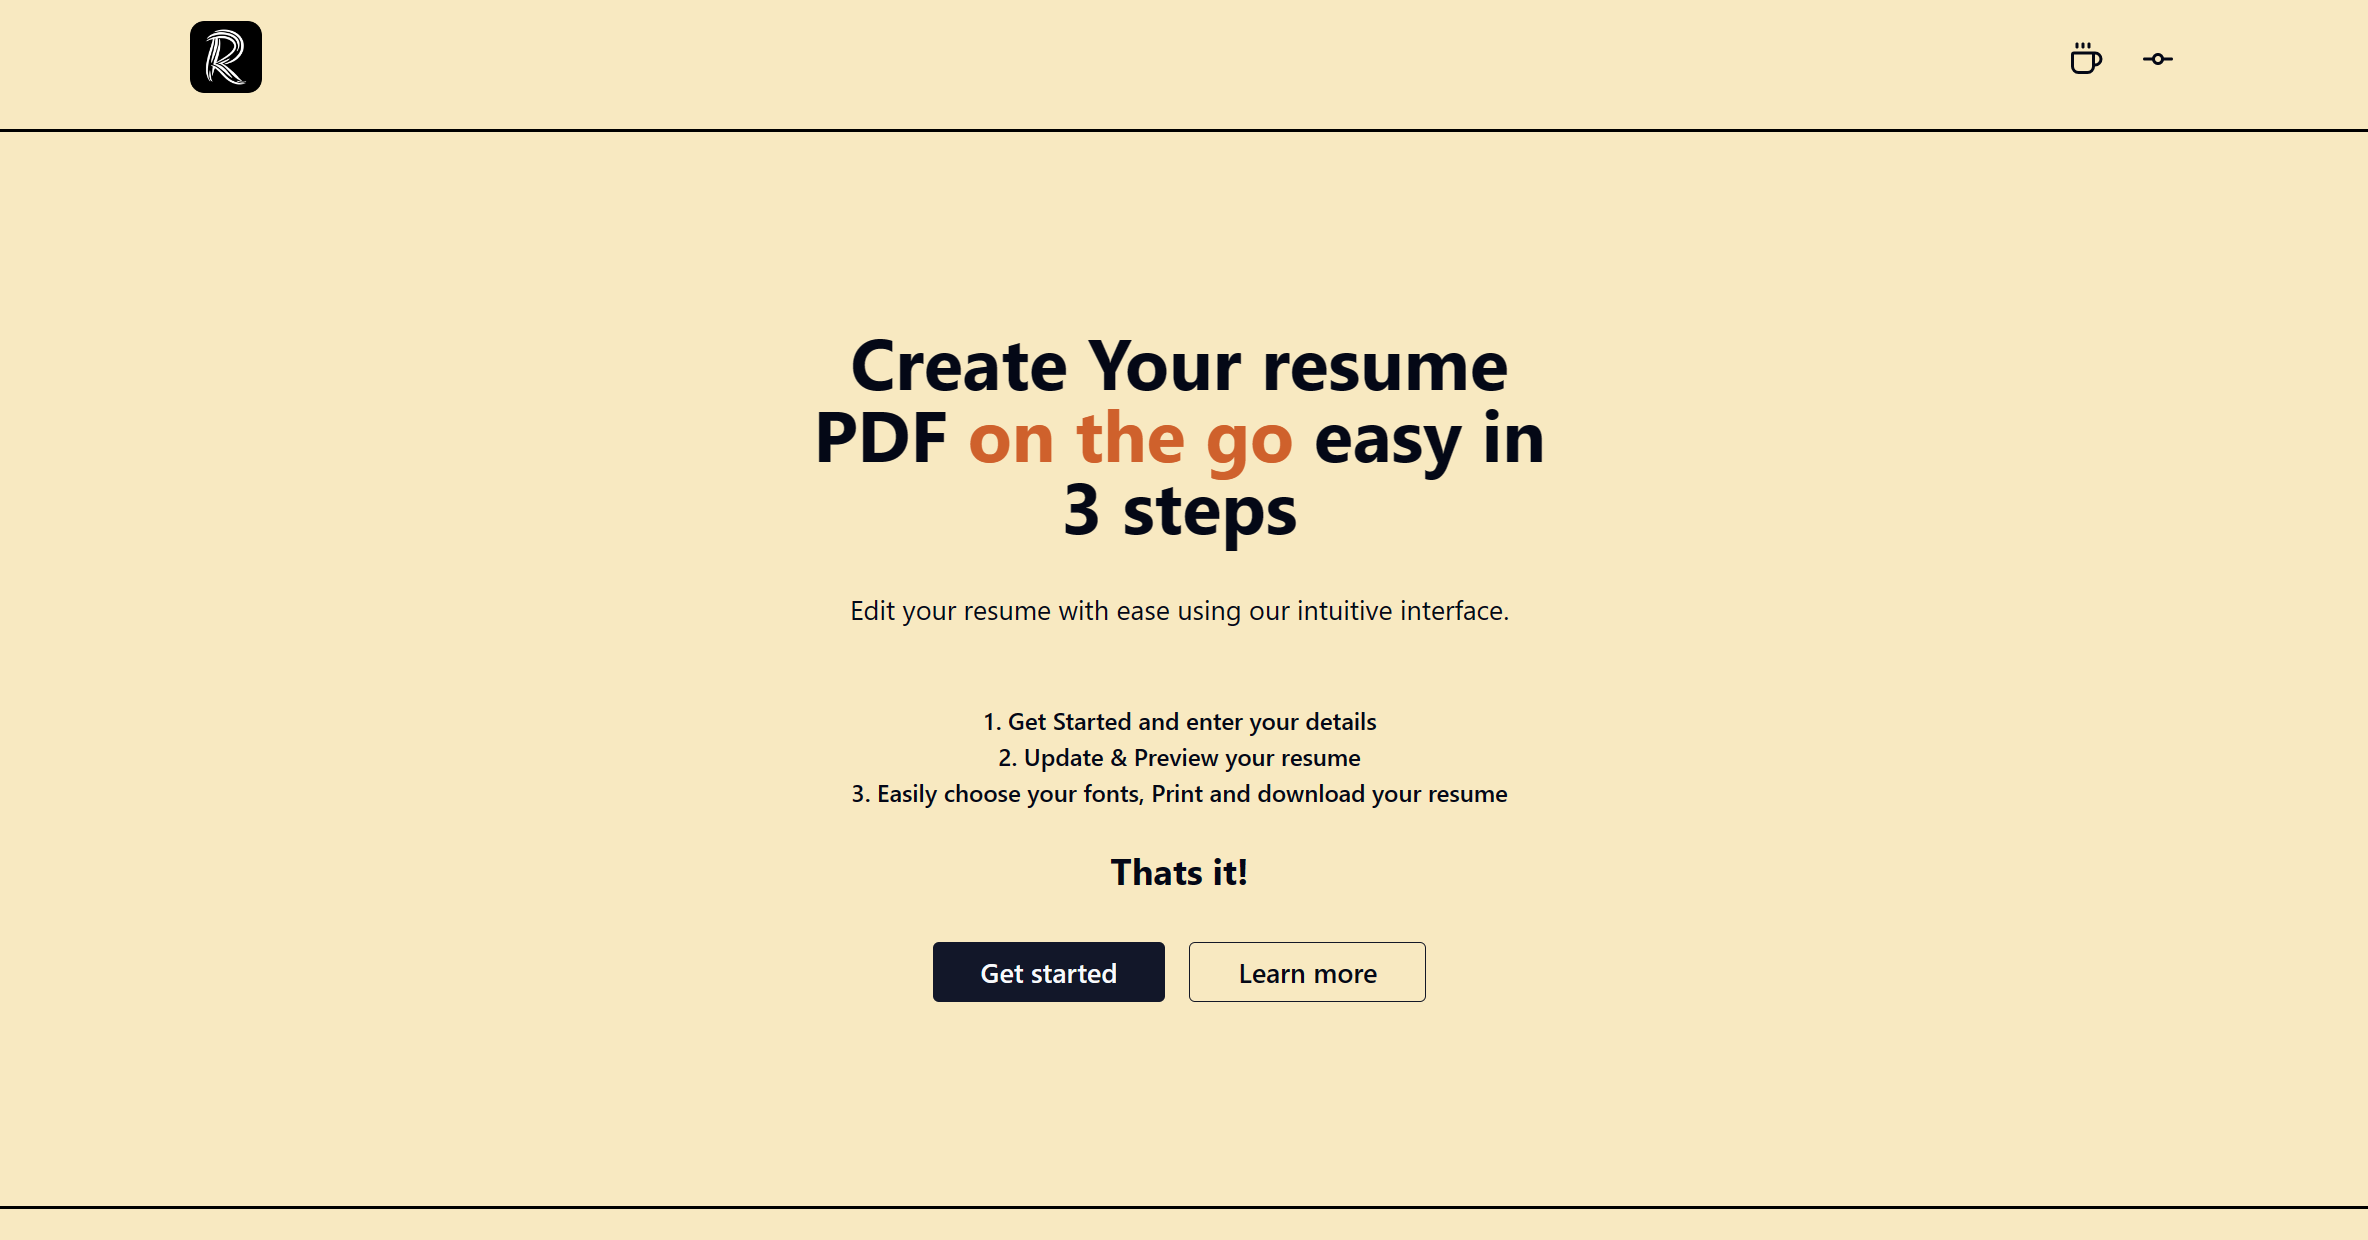 R
Create Your resume
PDF on the go easy in
3 steps
Edit your resume with ease using our intuitive interface.
1. Get Started and enter your details
2. Update & Preview your resume
3. Easily choose your fonts, Print and download your resume
Thats it!
Get started
Learn more